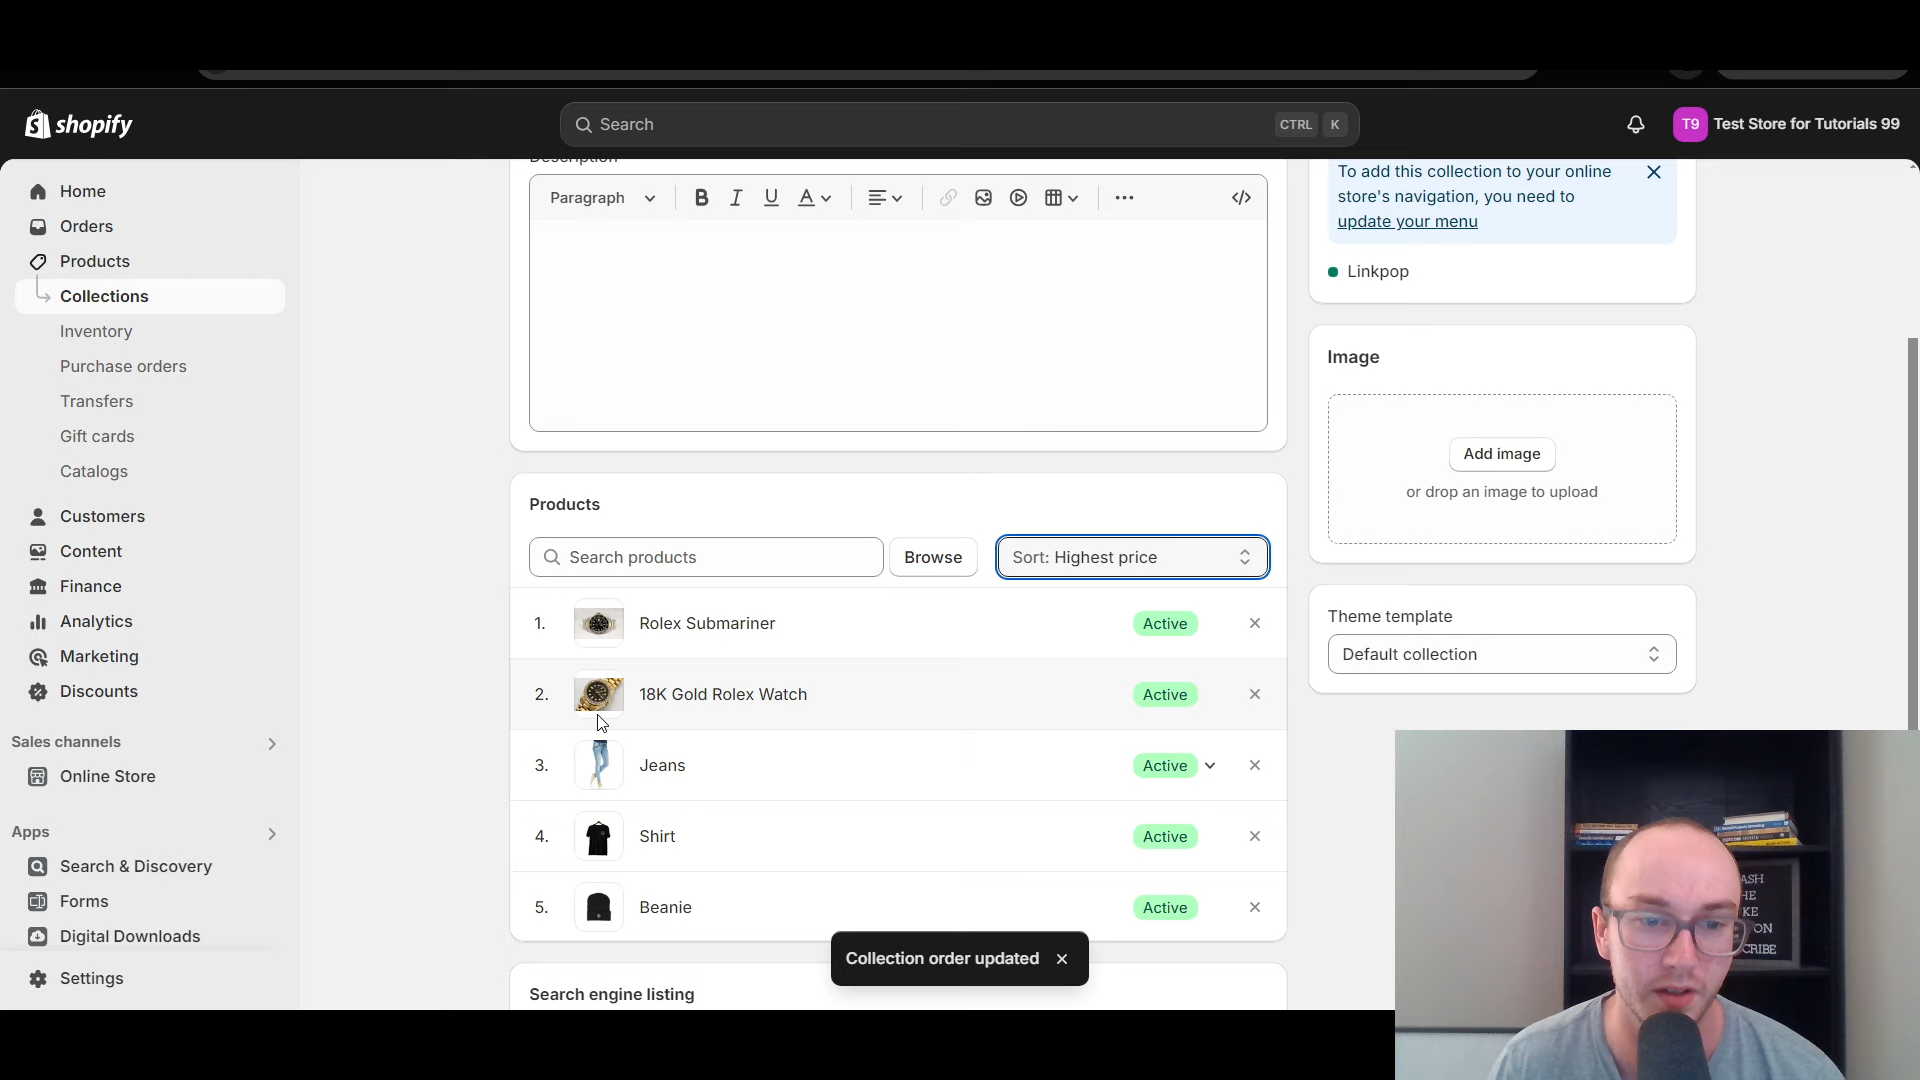 shopify
Search
CTRL K
T9
Test Store for Tutorials 99
Home
Orders
Products
Collections
Inventory
Purchase orders
Transfers
Gift cards
Catalogs
Customers
Content
Finance
Analytics
Marketing
Discounts
Sales channels
Online Store
Apps
Search & Discovery
Forms
Digital Downloads
Settings
Description
Paragraph
B I U A
Products
Search products
Browse
Sort: Highest price
1. Rolex Submariner Active
2. 18K Gold Rolex Watch Active
3. Jeans Active
4. Shirt Active
5. Beanie Active
Collection order updated
Search engine listing
To add this collection to your online
store's navigation, you need to
update your menu
Linkpop
Image
Add image
or drop an image to upload
Theme template
Default collection